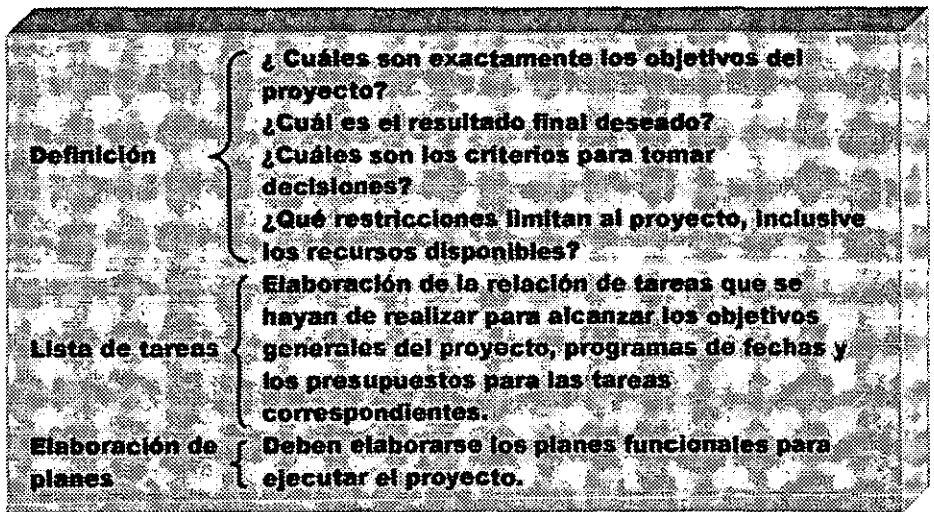 ¿ Cuáles son exactamente los objetivos del
proyecto?
¿Cuál es el resultado final deseado?
Definición
¿Cuáles son los criterios para tomar
decisiones?
¿Qué restricciones limitan al proyecto, inclusive
los recursos disponibles?
Elaboración de la relación de tareas que se
hayan de realizar para alcanzar los objetivos
Lista de tareas
generales del proyecto, programas de fechas y
los presupuestos para las tareas
correspondientes.
Elaboración de
planes
Deben elaborarse los planes funcionales para
ejecutar el proyecto.